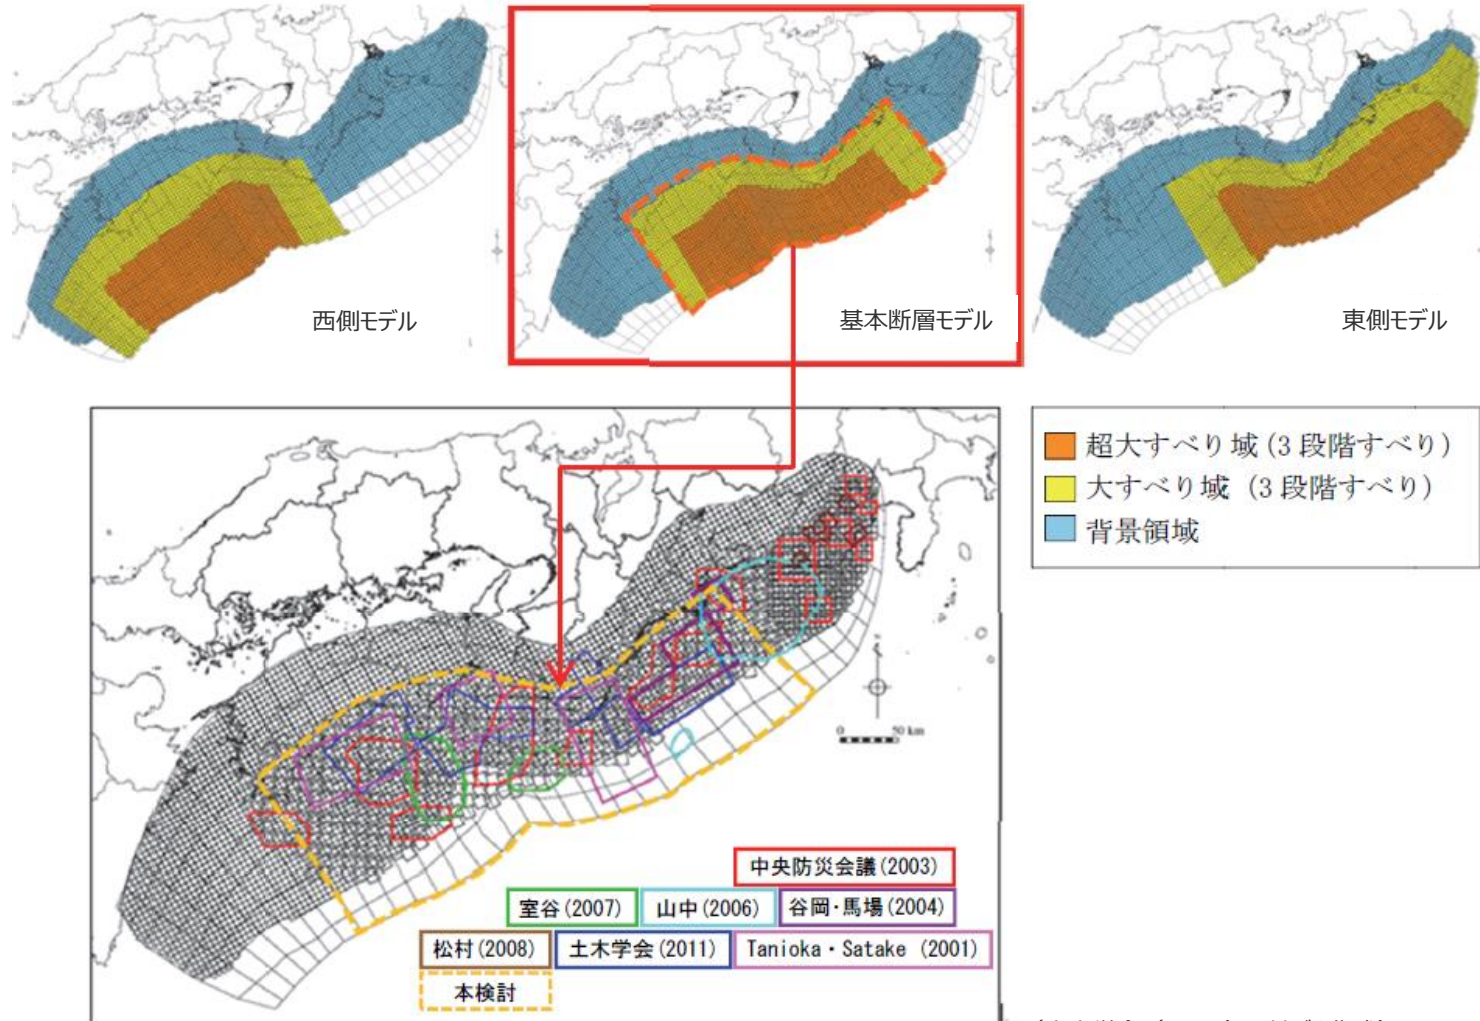 西側モデル
基本断層モデル
東側モデル
超大すべり域(3段階すべり)
大すべり域 (3段階すべり)
背景領域
0 50 km
中央防災会議(2003)
室谷(2007)
山中(2006)
谷岡・馬場(2004)
松村(2008)
土木学会(2011)
Tanioka・Satake (2001)
本検討